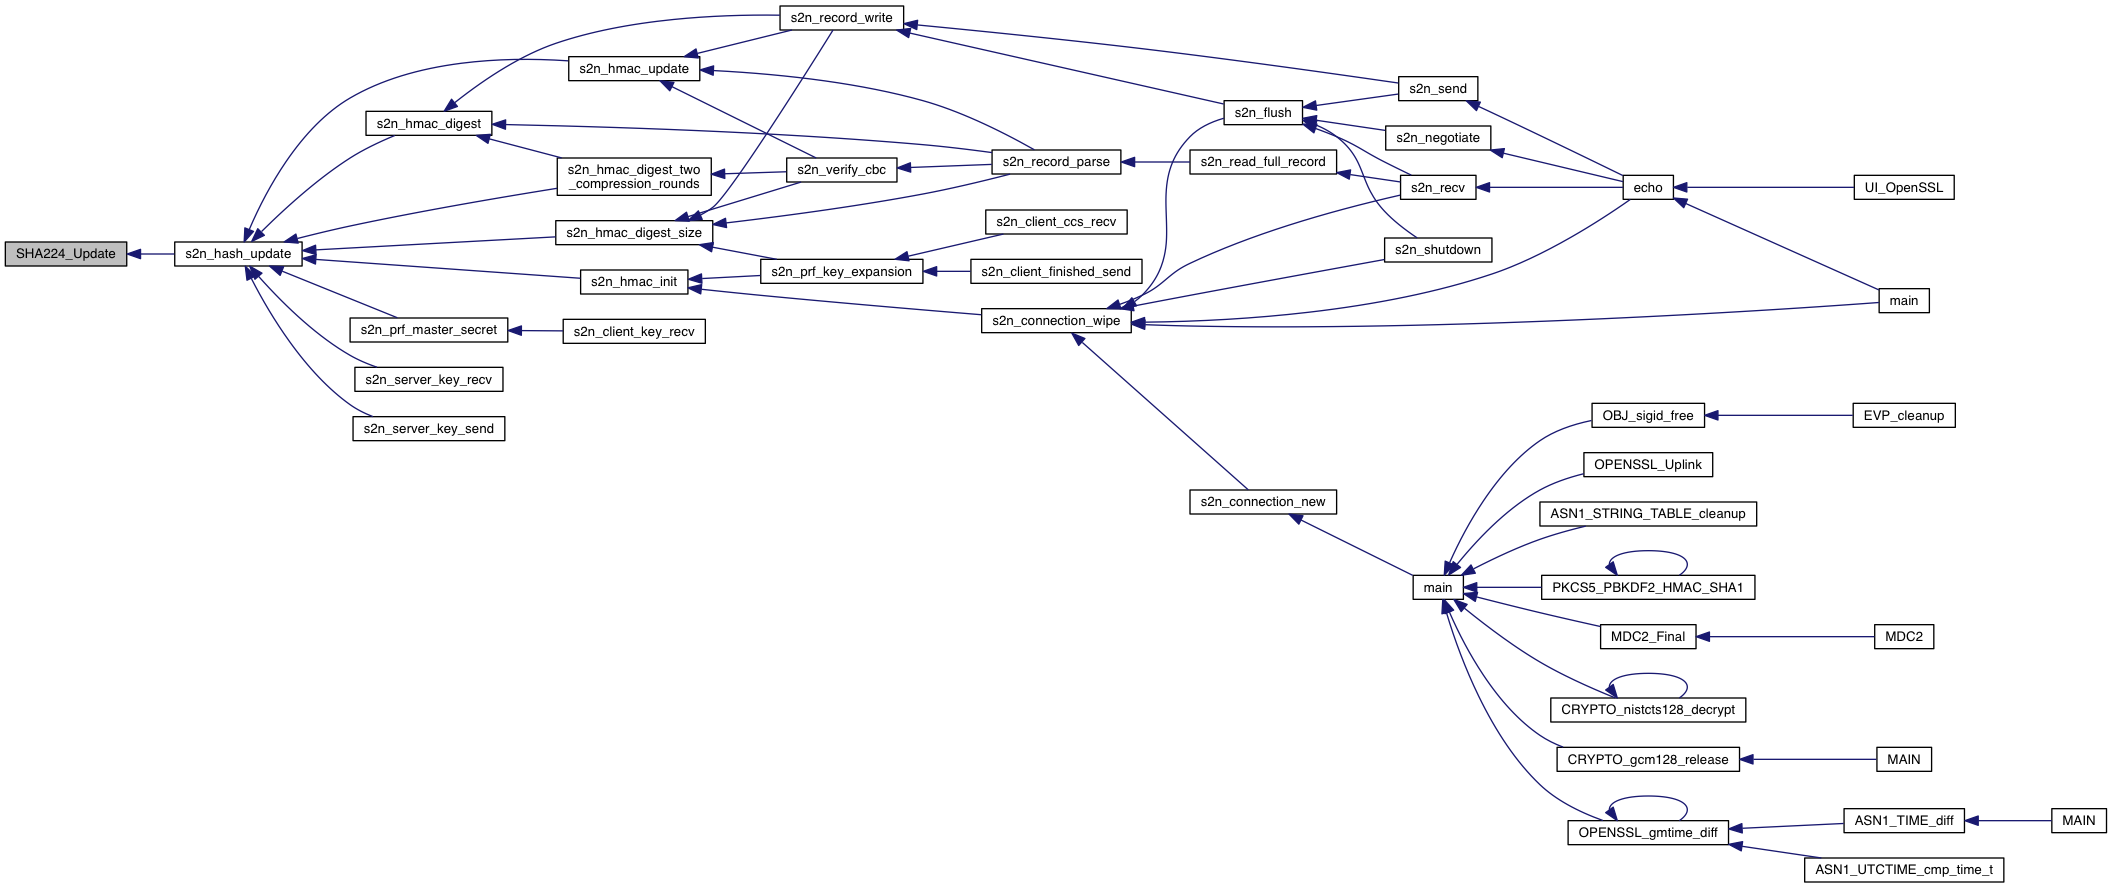 s2n_record_write
s2n_hmac_update
s2n_send
s2n_flush
s2n_hmac_digest
s2n_negotiate
s2n_record_parse
s2n_read_full_record
s2n_hmac_digest_two
_compression_rounds
s2n_verify_cbc
s2n_recv
echo
UI_OpenSSL
s2n_client_ccs_recv
s2n_hmac_digest_size
s2n_shutdown
SHA224_Update
s2n_hash_update
s2n_prf_key_expansion
s2n_client_finished_send
s2n_hmac_init
main
s2n_connection_wipe
s2n_prf_master_secret
s2n_client_key_recv
s2n_server_key_recv
OBJ_sigid_free
EVP_cleanup
s2n_server_key_send
OPENSSL_Uplink
s2n_connection_new
ASN1_STRING_TABLE_cleanup
main
PKCS5_PBKDF2_HMAC_SHA1
MDC2_Final
MDC2
CRYPTO_nistcts128_decrypt
CRYPTO_gcm128_release
MAIN
ASN1_TIME_diff
MAIN
OPENSSL_gmtime_diff
ASN1_UTCTIME_cmp_time_t